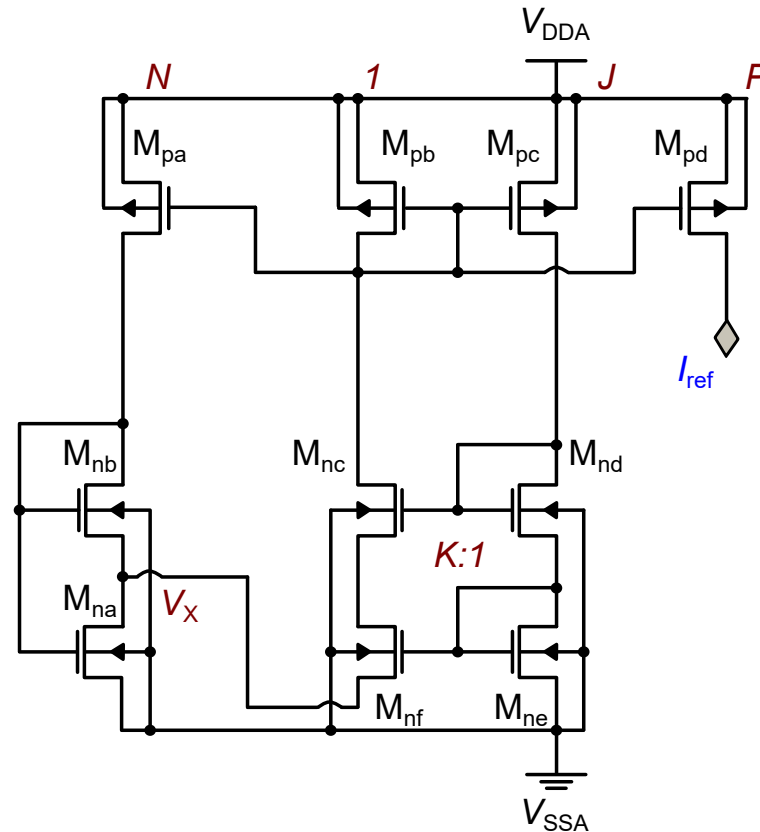 V_DDA
N
1
J
P
M_pa
M_pb
M_pc
M_pd
I_ref
M_nb
M_nc
M_nd
K:1
M_na
V_X
M_nf
M_ne
V_SSA